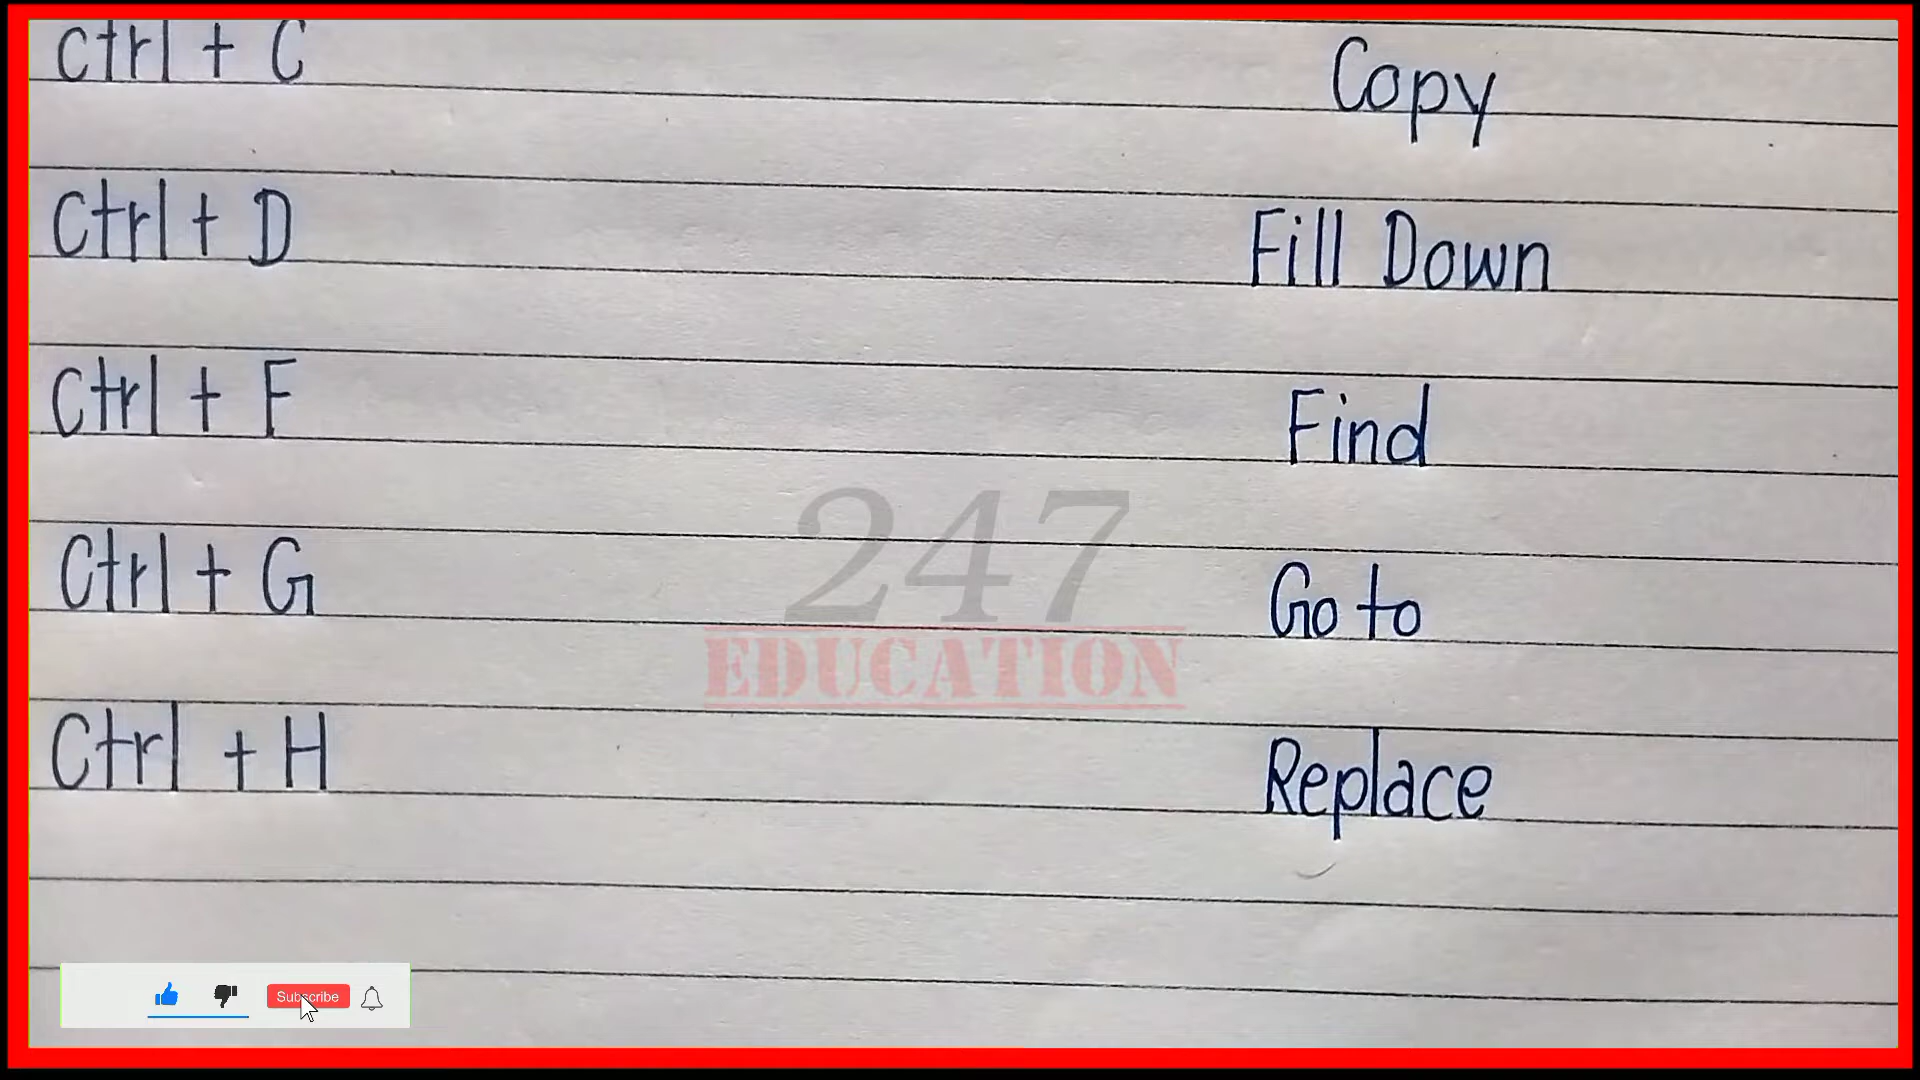 Ctrl + C Copy
Ctrl + D Fill Down
Ctrl + F Find
Ctrl + G Go to
247
EDUCATION
Ctrl + H Replace
Subscribe